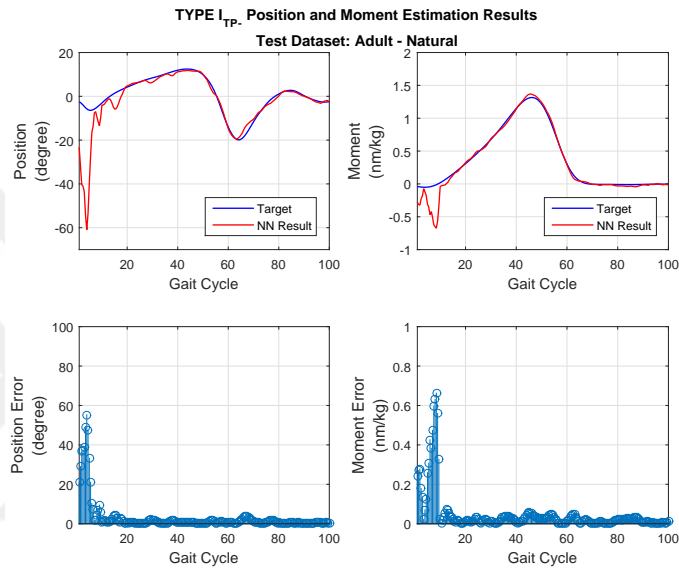 TYPE I_TP- Position and Moment Estimation Results
Test Dataset: Adult - Natural
Position
(degree)
20
0
-20
-40
-60
20
40
60
80
100
Gait Cycle
Target
NN Result
Moment
(nm/kg)
2
1.5
1
0.5
0
-0.5
-1
20
40
60
80
100
Gait Cycle
Target
NN Result
Position Error
(degree)
100
80
60
40
20
0
20
40
60
80
100
Gait Cycle
Moment Error
(nm/kg)
1
0.8
0.6
0.4
0.2
0
20
40
60
80
100
Gait Cycle